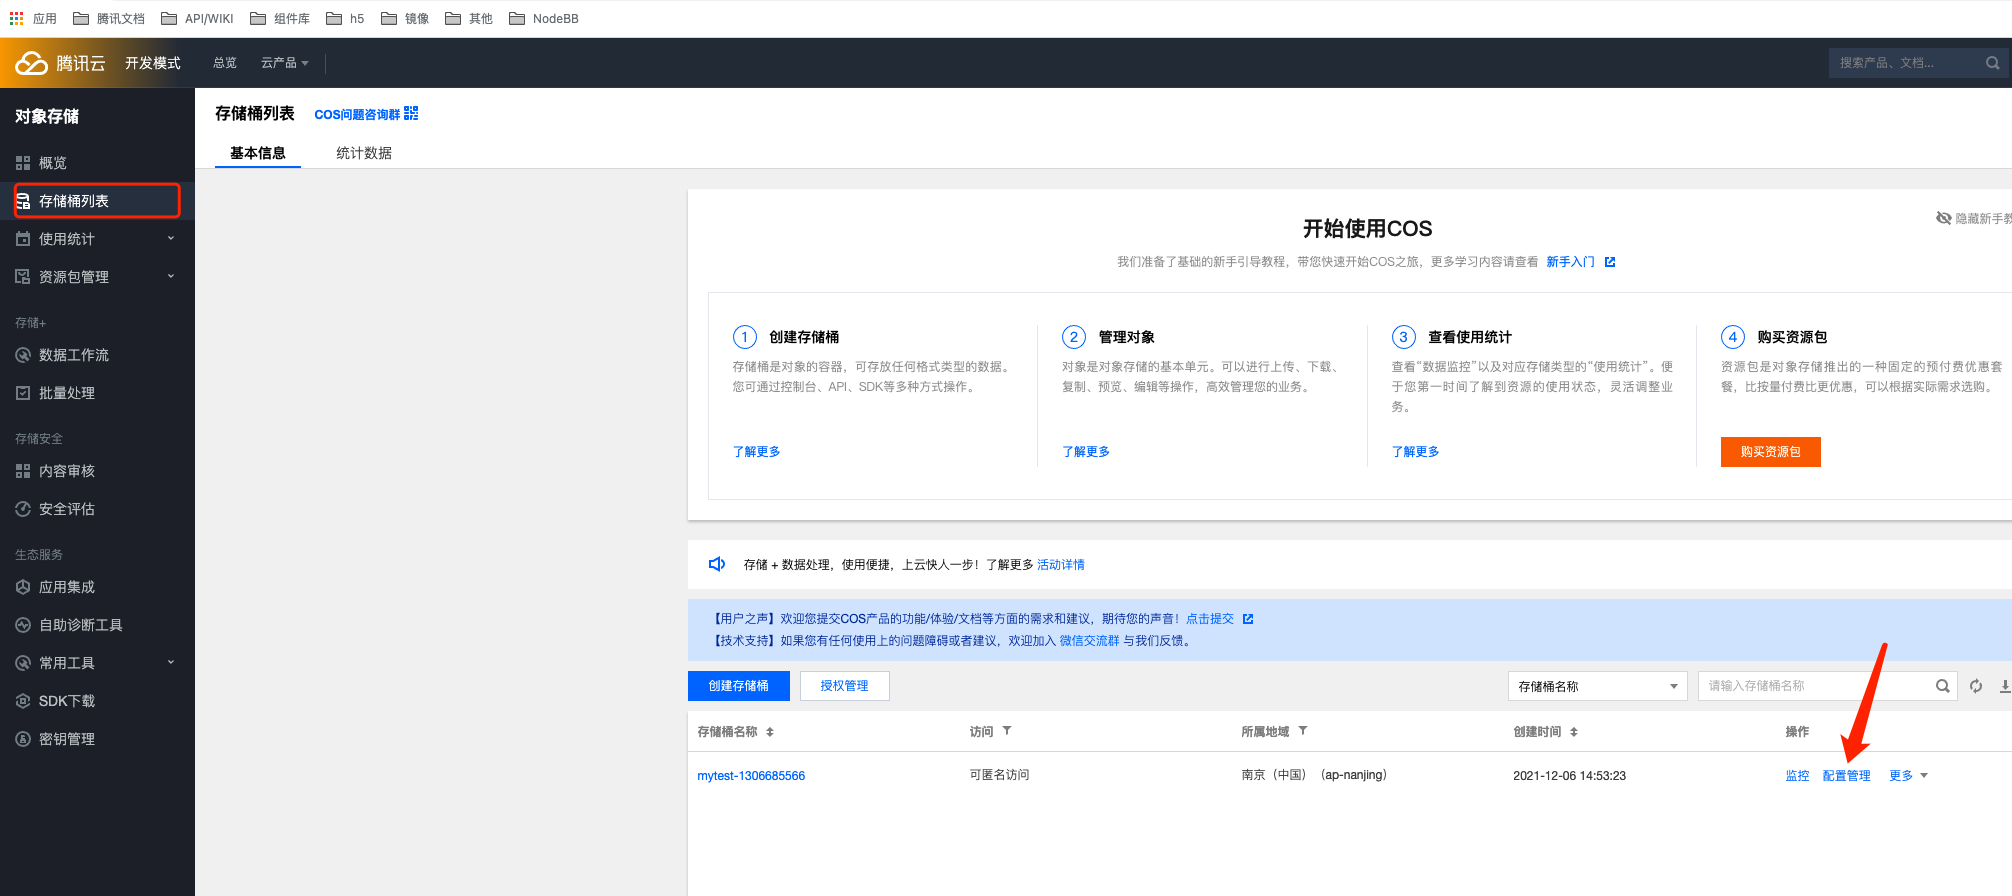 应用 腾讯文档 API/WIKI 组件库 h5 镜像 其他 NodeBB
腾讯云 开发模式 总览 云产品 搜索产品、文档...
对象存储
概览
存储桶列表
使用统计
资源包管理
存储+
数据工作流
批量处理
存储安全
内容审核
安全评估
生态服务
应用集成
自助诊断工具
常用工具
SDK下载
密钥管理
存储桶列表 COS问题咨询群
基本信息 统计数据
开始使用COS
隐藏新手教
我们准备了基础的新手引导教程，带您快速开始COS之旅，更多学习内容请查看 新手入门
1 创建存储桶
存储桶是对象的容器，可存放任何格式类型的数据。
您可通过控制台、API、SDK等多种方式操作。
了解更多
2 管理对象
对象是对象存储的基本单元。可以进行上传、下载、
复制、预览、编辑等操作，高效管理您的业务。
了解更多
3 查看使用统计
查看“数据监控”以及对应存储类型的“使用统计”。便
于您第一时间了解到资源的使用状态，灵活调整业
务。
了解更多
4 购买资源包
资源包是对象存储推出的一种固定的预付费优惠套
餐，比按量付费比更优惠，可以根据实际需求选购。
购买资源包
存储 + 数据处理，使用便捷，上云快人一步！了解更多 活动详情
【用户之声】欢迎您提交COS产品的功能/体验/文档等方面的需求和建议，期待您的声音！点击提交
【技术支持】如果您有任何使用上的问题障碍或者建议，欢迎加入 微信交流群 与我们反馈。
创建存储桶 授权管理 存储桶名称 请输入存储桶名称
存储桶名称 访问 所属地域 创建时间 操作
mytest-1306685566 可匿名访问 南京（中国）（ap-nanjing） 2021-12-06 14:53:23 监控 配置管理 更多